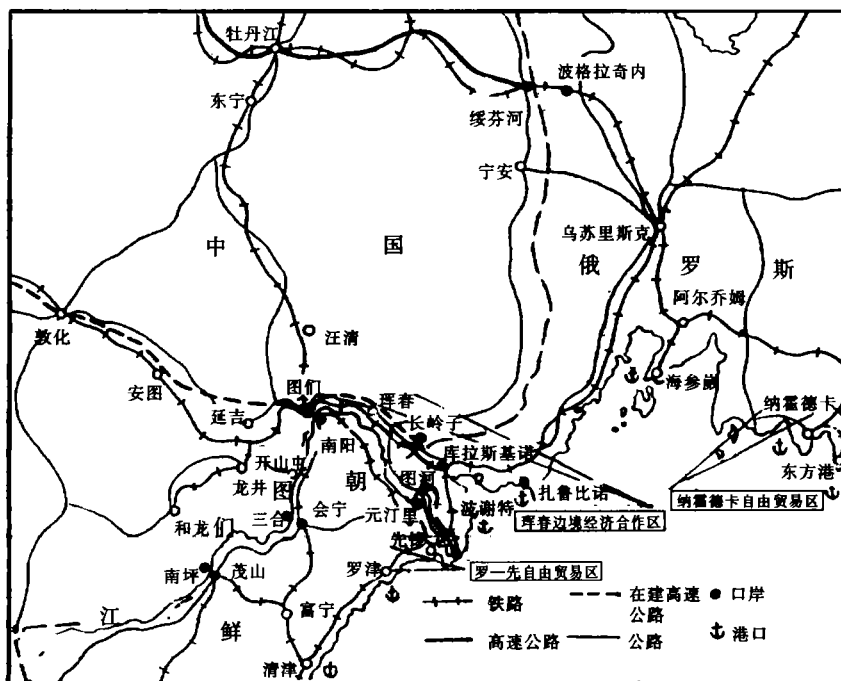 牡丹江
波格拉奇内
东宁
绥芬河
宁安
中
国
乌苏里斯克
俄
罗
斯
阿尔乔姆
汪清
敦化
海参崴
安图
图们
珲春
纳霍德卡
延吉
长岭子
南阳
库拉斯基诺
东方港
开山屯
朝
图们
龙井
图
扎鲁比诺
纳霍德卡自由贸易区
会宁
元汀里
波谢特
珲春边境经济合作区
和龙
们
三合
罗津
罗—先自由贸易区
南坪
茂山
江
富宁
铁路
在建高速
公路
口岸
鲜
高速公路
公路
港口
清津